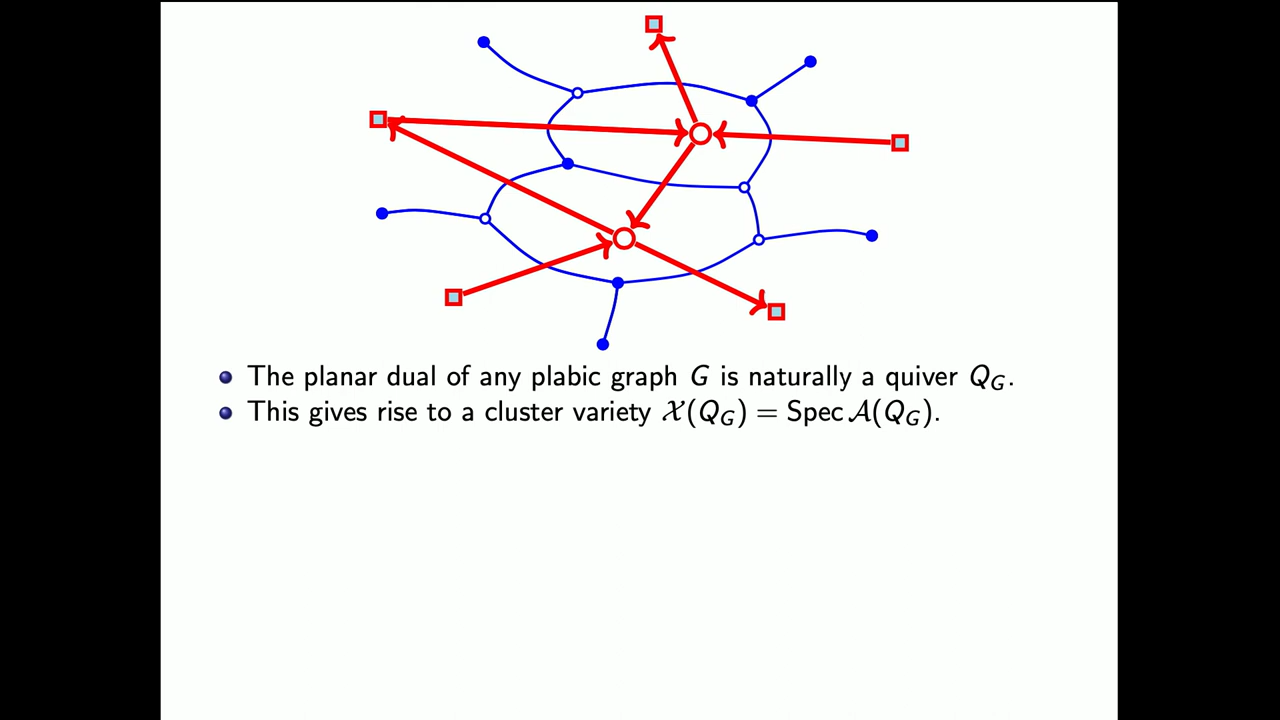 The planar dual of any plabic graph G is naturally a quiver Q_G.
This gives rise to a cluster variety 𝒳(Q_G) = Spec 𝒜(Q_G).